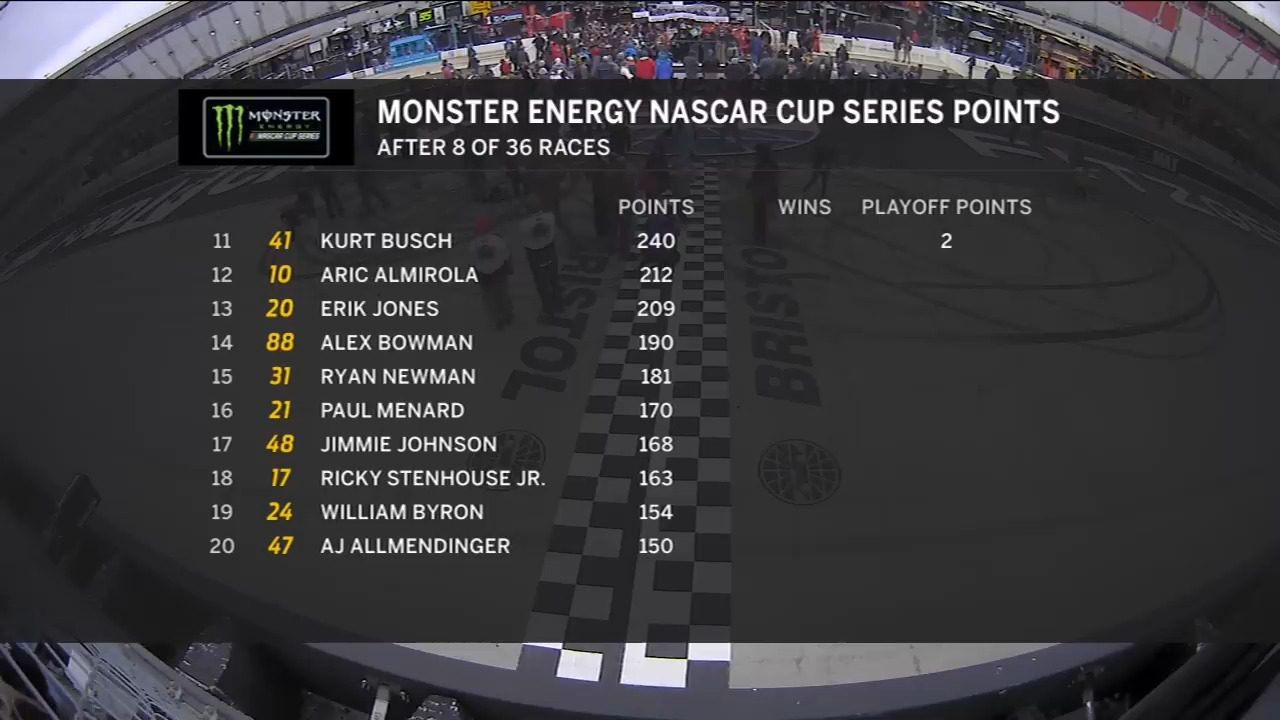 MONSTER
ENERGY
NASCAR CUP SERIES
MONSTER ENERGY NASCAR CUP SERIES POINTS
AFTER 8 OF 36 RACES
POINTS WINS PLAYOFF POINTS
11 41 KURT BUSCH 240 2
12 10 ARIC ALMIROLA 212
13 20 ERIK JONES 209
14 88 ALEX BOWMAN 190
15 31 RYAN NEWMAN 181
16 21 PAUL MENARD 170
17 48 JIMMIE JOHNSON 168
18 17 RICKY STENHOUSE JR. 163
19 24 WILLIAM BYRON 154
20 47 AJ ALLMENDINGER 150
BRISTOL
BRISTO